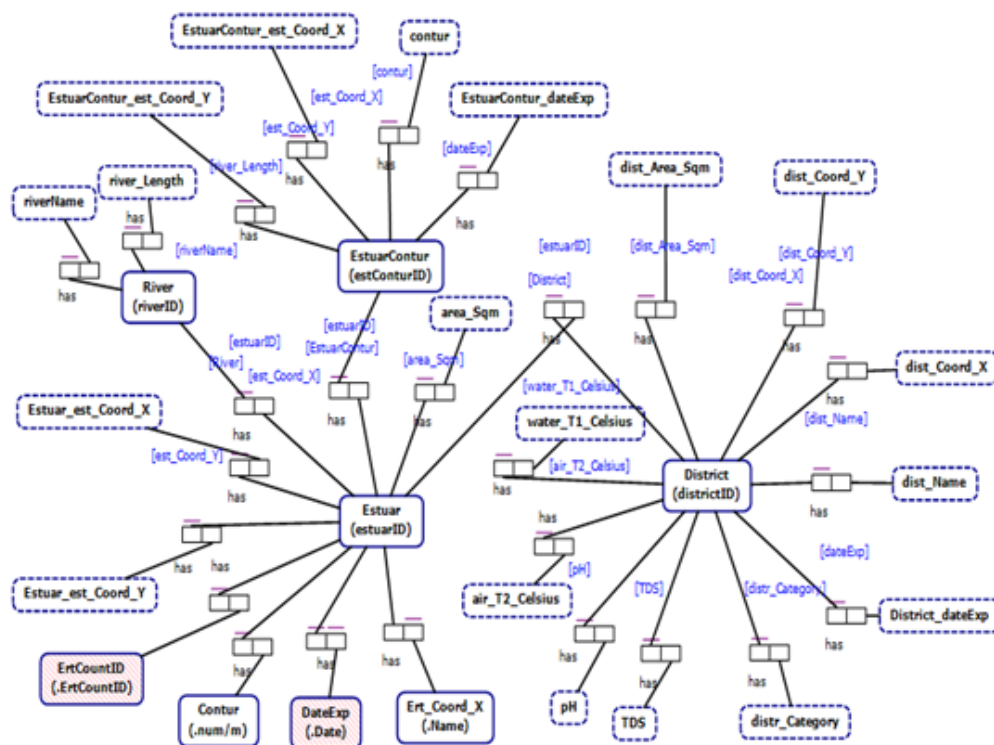 EstuarContur_est_Coord_X
contur
[contur]
EstuarContur_est_Coord_Y
[est_Coord_X]
EstuarContur_dateExp
[est_Coord_Y]
has
has
[dateExp]
river_Length
[river_Length]
has
dist_Area_Sqm
dist_Coord_Y
riverName
has
has
has
[riverName]
[estuarID]
[dist_Area_Sqm]
[dist_Coord_Y]
EstuarContur
(estConturID)
[dist_Coord_X]
[District]
River
(riverID)
has
area_Sqm
has
has
has
[estuarID]
[EstuarContur]
[estuarID]
[River]
[area_Sqm]
[est_Coord_X]
[water_T1_Celsius]
dist_Coord_X
has
has
has
has
Estuar_est_Coord_X
[dist_Name]
water_T1_Celsius
[est_Coord_Y]
[air_T2_Celsius]
has
has
District
(districtID)
has
dist_Name
Estuar
(estuarID)
has
has
has
[dateExp]
[pH]
Estuar_est_Coord_Y
[TDS]
[distr_Category]
air_T2_Celsius
District_dateExp
has
has
has
has
has
has
has
ErtCountID
(.ErtCountID)
Contur
(.num/m)
DateExp
(.Date)
Ert_Coord_X
(.Name)
pH
TDS
distr_Category